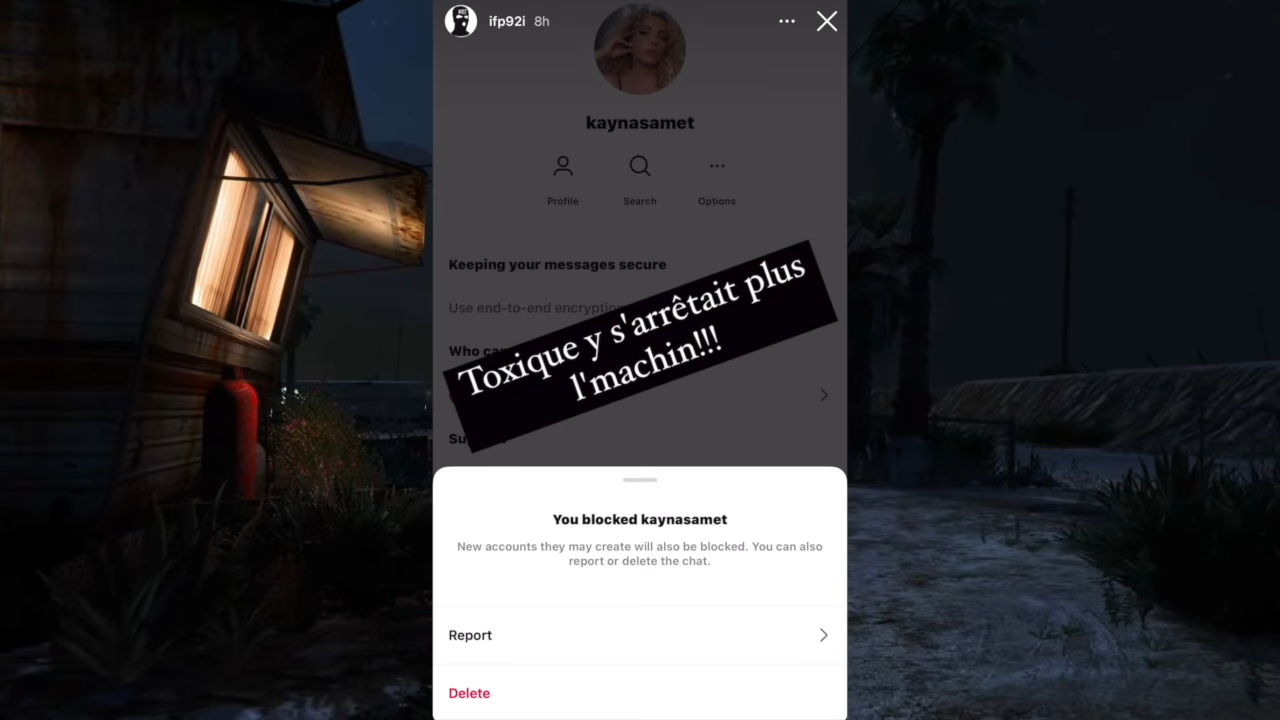 ifp92i 8h
kaynasamet
Profile Search Options
Keeping your messages secure
Use end-to-end encryption
Toxique y s'arrêtait plus
l'machin!!!
You blocked kaynasamet
New accounts they may create will also be blocked. You can also
report or delete the chat.
Report
Delete